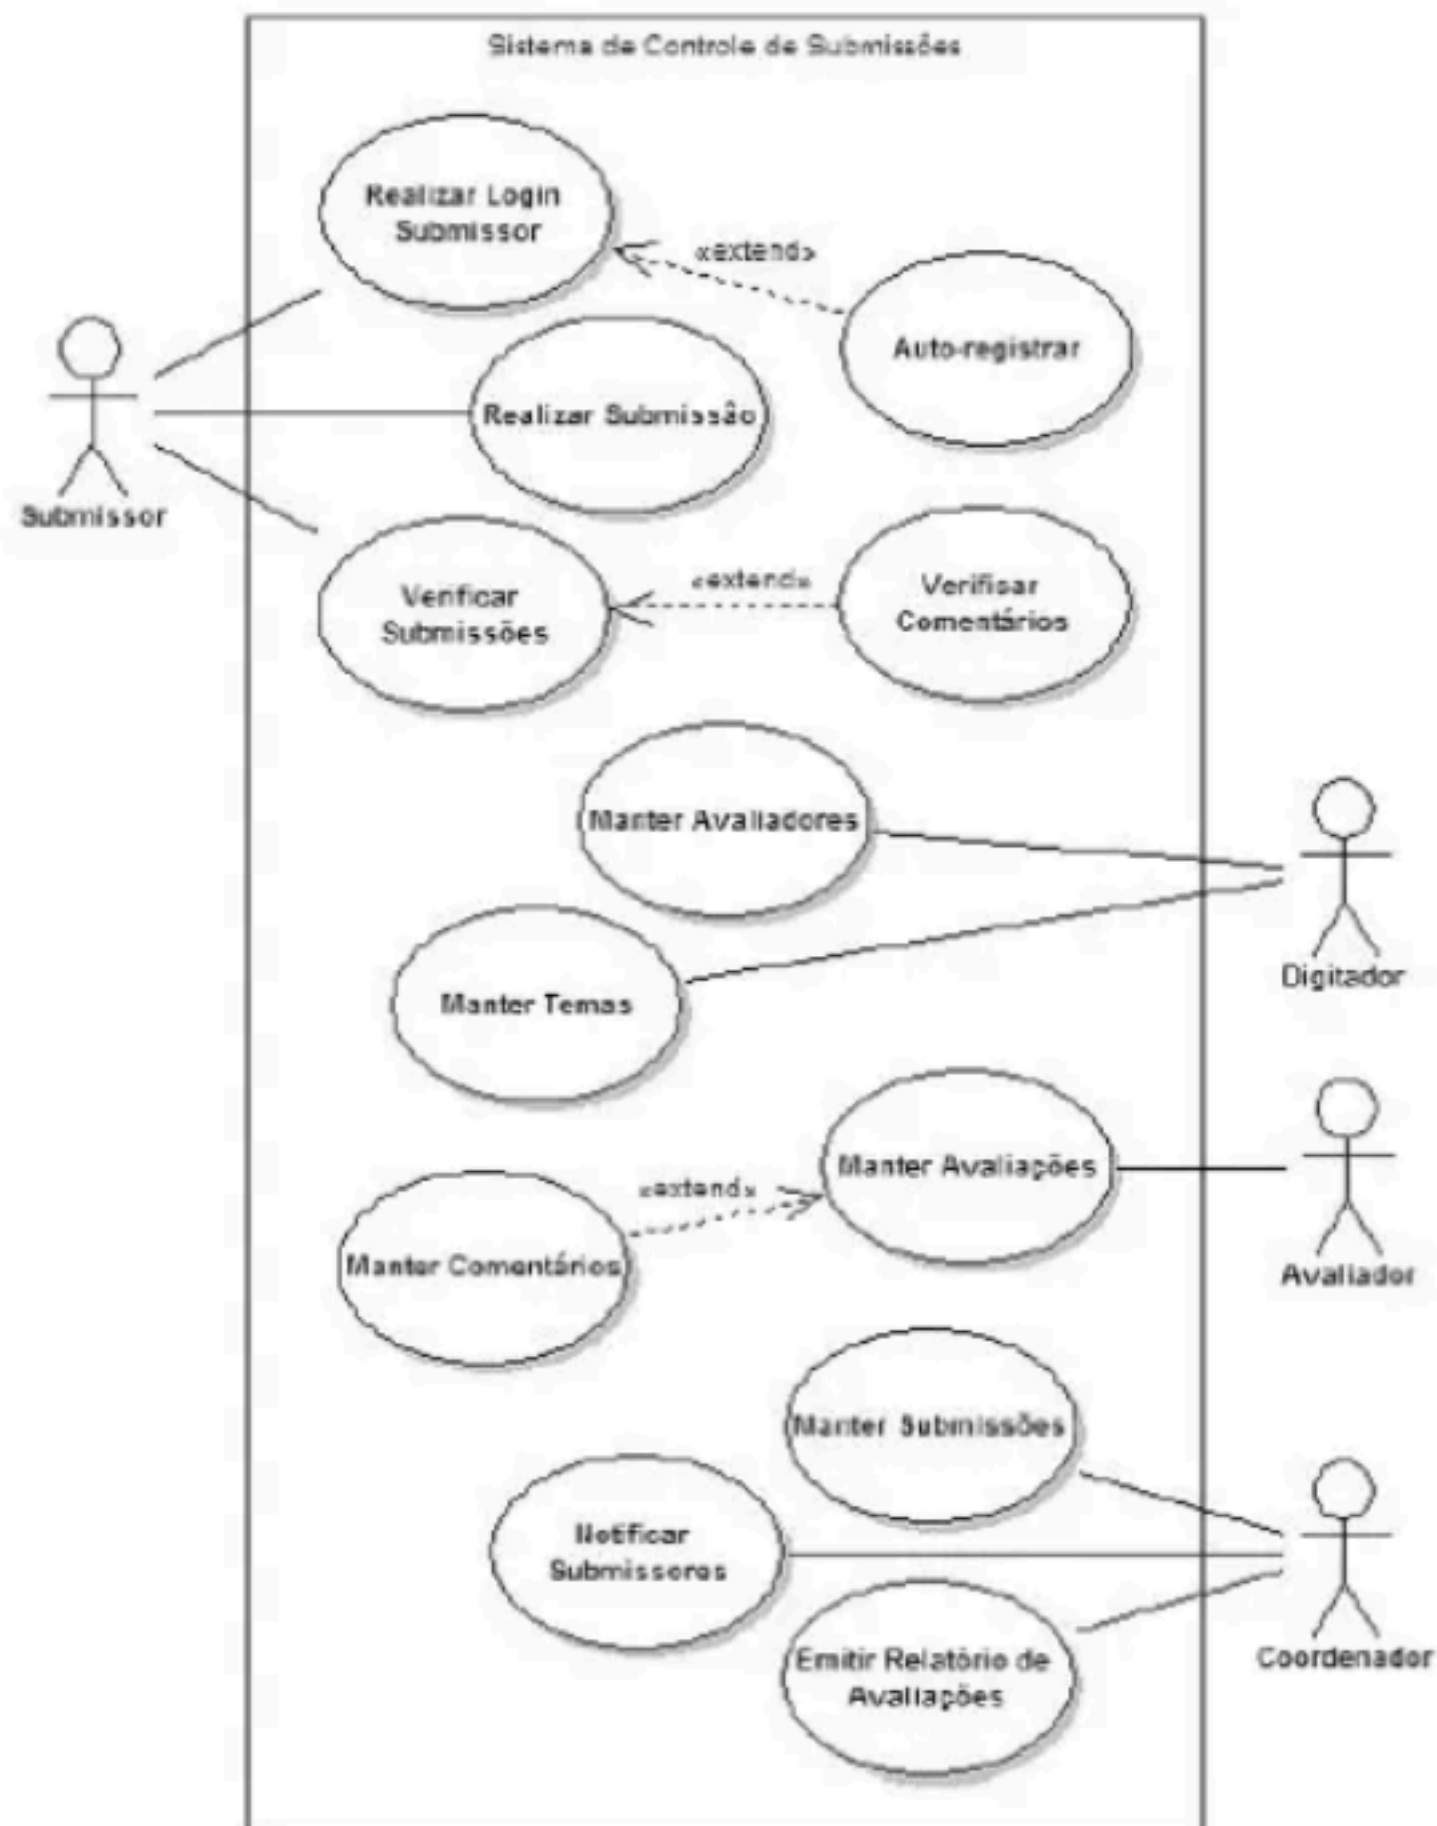 Sistema de Controle de Submissões
Realizar Login
Submissor
«extend»
Auto-registrar
Realizar Submissão
Submissor
Verificar
Submissões
«extend»
Verifisar
Comentários
Manter Avaliadores
Digitador
Manter Temas
Manter Avaliações
«extend»
Manter Comentários
Avaliador
Manter Submissões
Notificar
Submissores
Coordenador
Emitir Relatório de
Avaliações